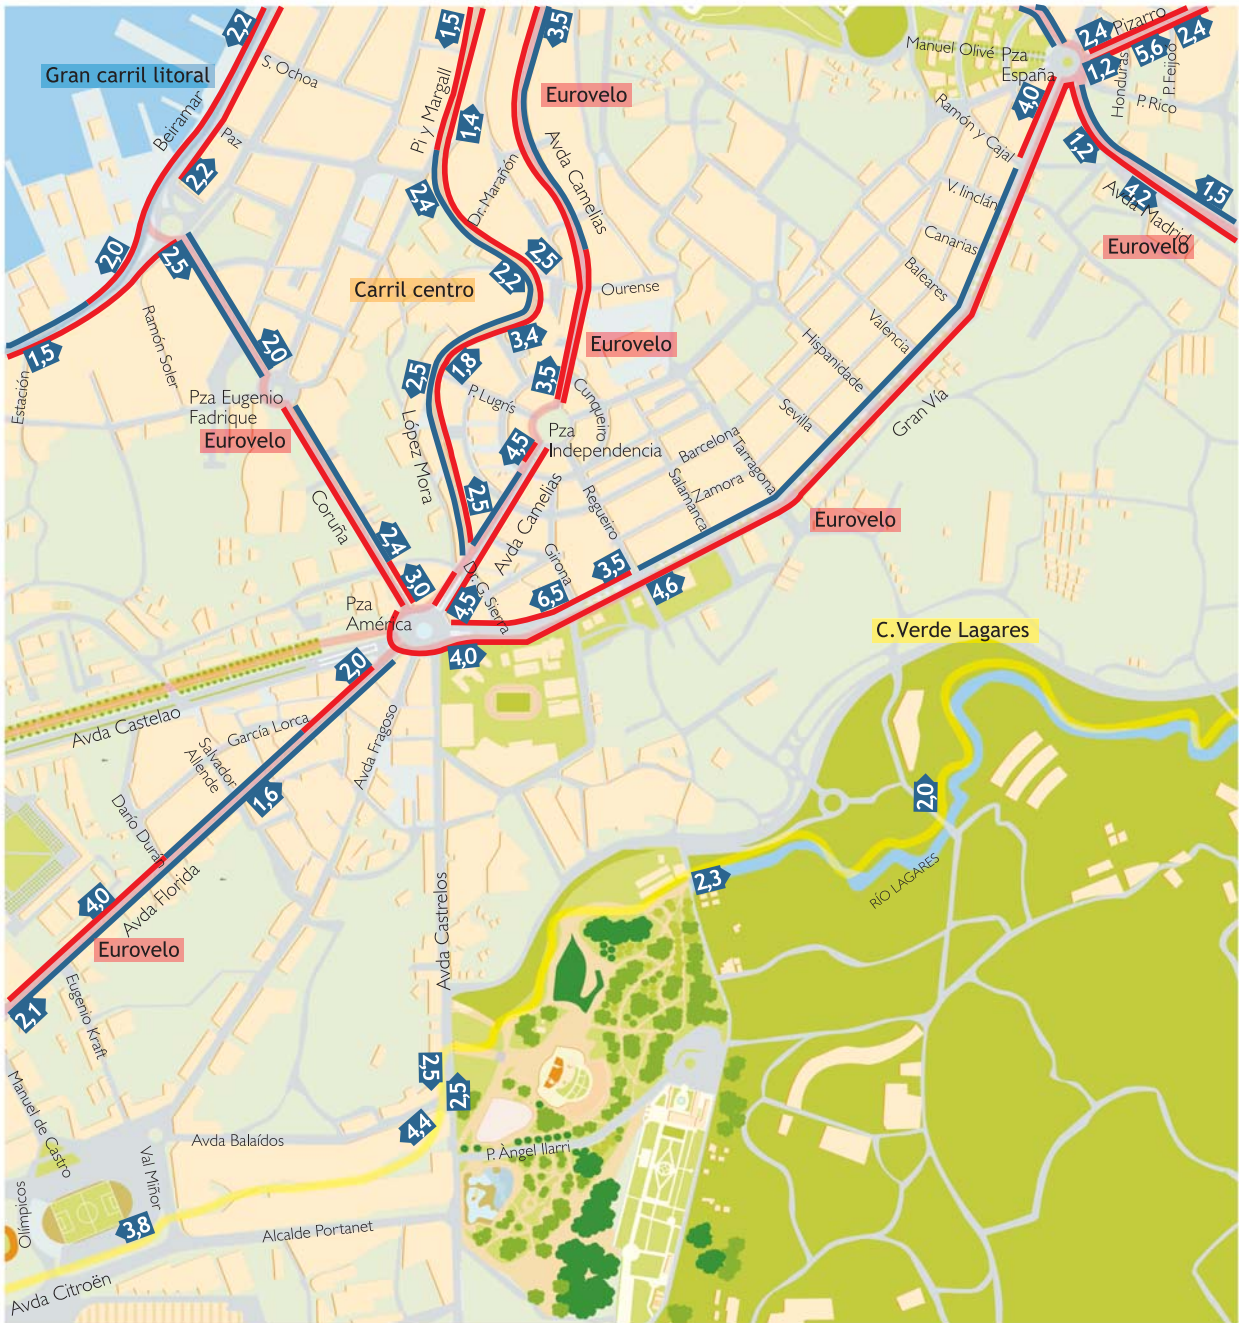 2,2
1,5
3,5
Pizarro
2,4
2,4
Manuel Olivé
Pza
España
5,6
1,2
Honduras
P. Feijoo
P. Rico
Gran carril litoral
S. Ochoa
Eurovelo
Pi y Margall
1,4
Beiramar
Paz
2,2
4,0
Ramón y Cajal
1,2
Avda Camelias
Dr. Marañón
2,4
V. Iinclán
4,2
1,5
Avda Madrid
Eurovelo
Canarias
2,0
2,5
2,5
2,2
Baleares
Carril centro
Ourense
Ramón Soler
Valencia
1,5
2,0
3,4
Eurovelo
Hispanidade
Estación
1,8
2,5
3,5
Pza Eugenio
Fadrique
P. Lugrís
Cunqueiro
Eurovelo
López Mora
Sevilla
Gran Vía
Pza
Independencia
4,5
Barcelona
Tarragona
Zamora
Salamanca
Coruña
2,5
Avda Camelias
Regueiro
Eurovelo
2,4
Girona
3,5
3,0
Dr. G. Sierra
6,5
4,6
Pza
América
4,5
4,0
C.Verde Lagares
2,0
Avda Castelao
García Lorca
Salvador
Allende
Avda Fragoso
1,6
2,0
Darío Durán
4,0
Avda Florida
2,3
RÍO LAGARES
Eurovelo
Avda Castrelos
2,1
Eugenio Kraft
2,5
2,5
Manuel de Castro
4,4
Avda Balaídos
P. Àngel Ilarri
Val Miñor
Olímpicos
3,8
Alcalde Portanet
Avda Citroën